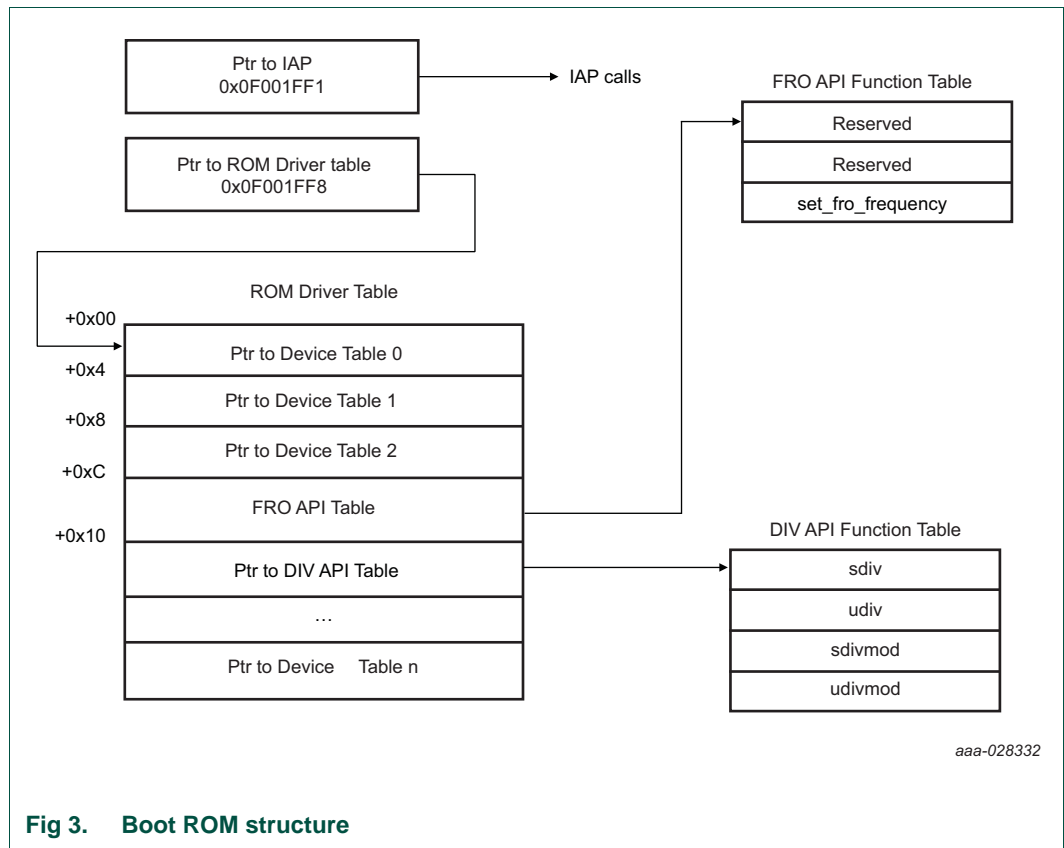 Ptr to IAP
0x0F001FF1
IAP calls
Ptr to ROM Driver table
0x0F001FF8
FRO API Function Table
Reserved
Reserved
set_fro_frequency
ROM Driver Table
+0x00
Ptr to Device Table 0
+0x4
Ptr to Device Table 1
+0x8
Ptr to Device Table 2
+0xC
FRO API Table
+0x10
Ptr to DIV API Table
...
Ptr to Device Table n
DIV API Function Table
sdiv
udiv
sdivmod
udivmod
aaa-028332
Fig 3. Boot ROM structure